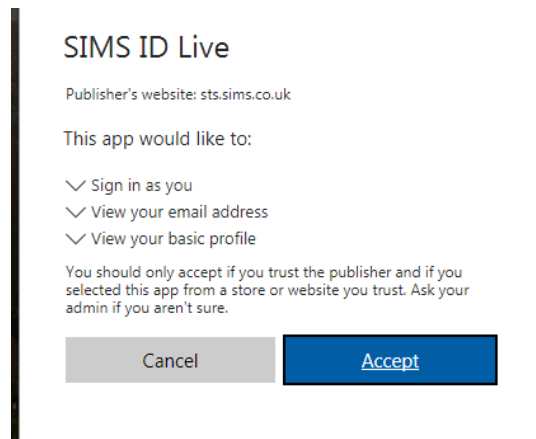 SIMS ID Live
Publisher's website: sts.sims.co.uk
This app would like to:
Sign in as you
View your email address
View your basic profile
You should only accept if you trust the publisher and if you
selected this app from a store or website you trust. Ask your
admin if you aren't sure.
Cancel
Accept